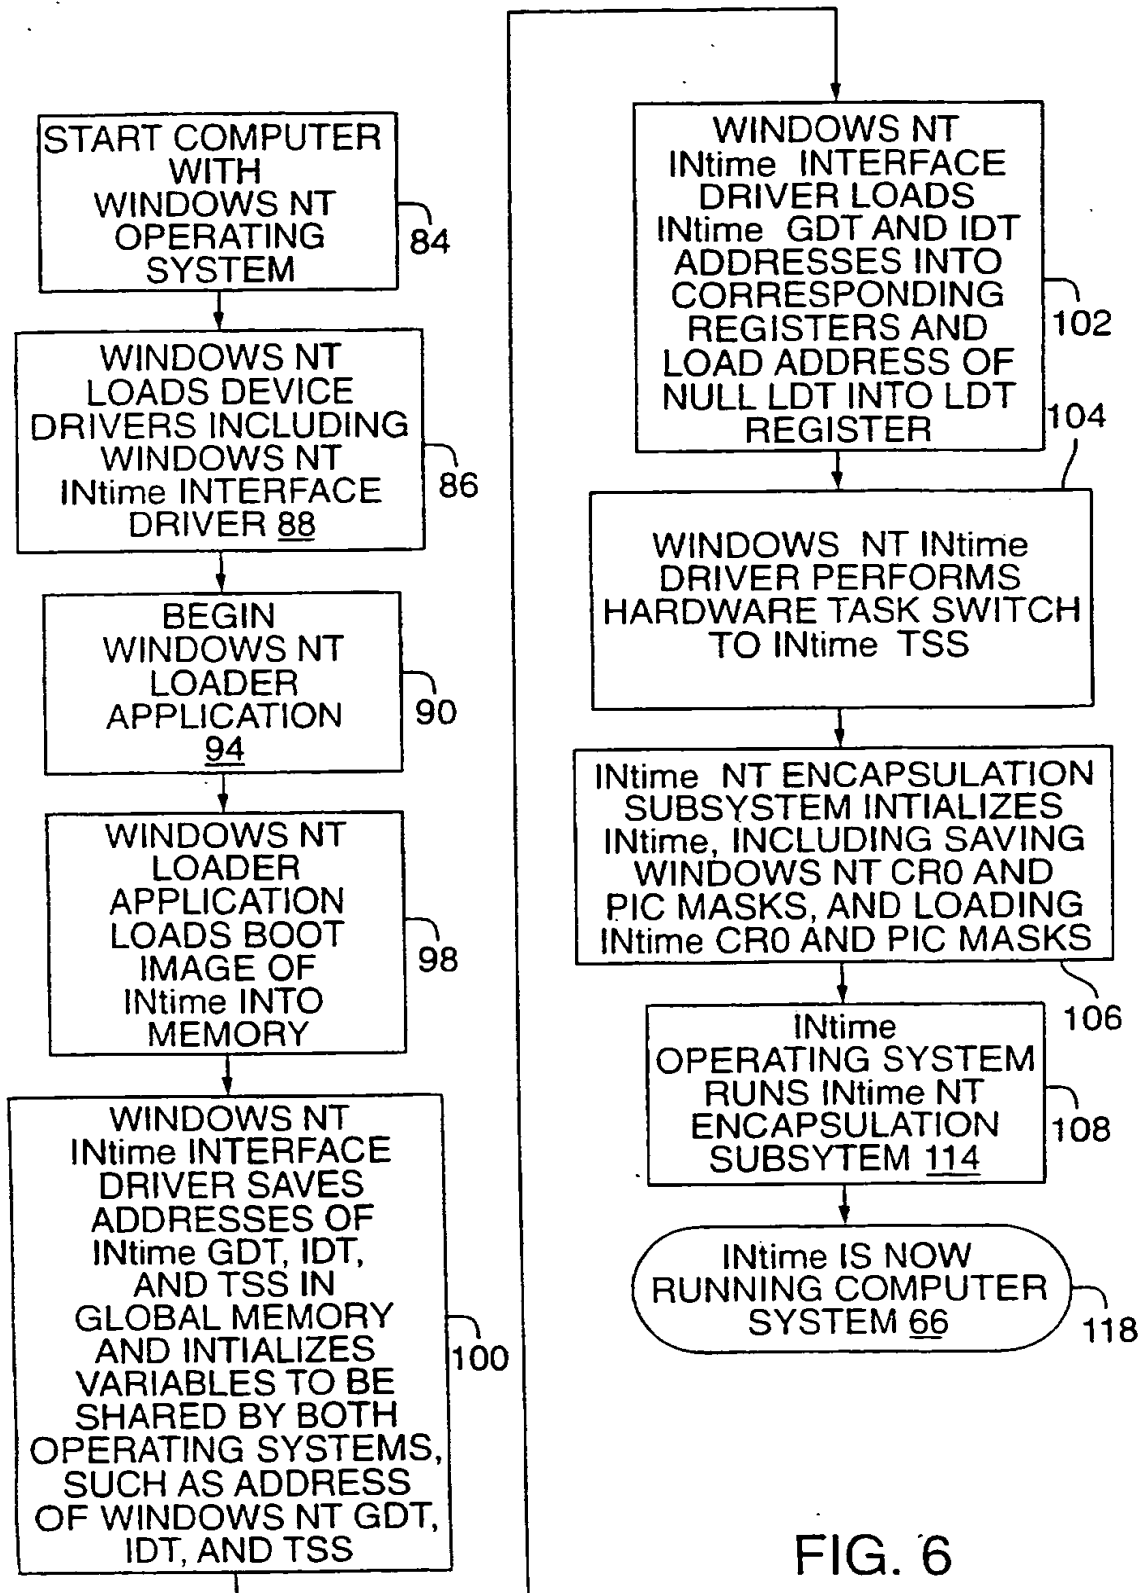 START COMPUTER
WITH
WINDOWS NT
OPERATING
SYSTEM
84
WINDOWS NT
LOADS DEVICE
DRIVERS INCLUDING
WINDOWS NT
INtime INTERFACE
DRIVER 88
86
BEGIN
WINDOWS NT
LOADER
APPLICATION
94
90
WINDOWS NT
LOADER
APPLICATION
LOADS BOOT
IMAGE OF
INtime INTO
MEMORY
98
WINDOWS NT
INtime INTERFACE
DRIVER SAVES
ADDRESSES OF
INtime GDT, IDT,
AND TSS IN
GLOBAL MEMORY
AND INTIALIZES
VARIABLES TO BE
SHARED BY BOTH
OPERATING SYSTEMS,
SUCH AS ADDRESS
OF WINDOWS NT GDT,
IDT, AND TSS
100
WINDOWS NT
INtime INTERFACE
DRIVER LOADS
INtime GDT AND IDT
ADDRESSES INTO
CORRESPONDING
REGISTERS AND
LOAD ADDRESS OF
NULL LDT INTO LDT
REGISTER
102
104
WINDOWS NT INtime
DRIVER PERFORMS
HARDWARE TASK SWITCH
TO INtime TSS
INtime NT ENCAPSULATION
SUBSYSTEM INTIALIZES
INtime, INCLUDING SAVING
WINDOWS NT CR0 AND
PIC MASKS, AND LOADING
INtime CR0 AND PIC MASKS
106
INtime
OPERATING SYSTEM
RUNS INtime NT
ENCAPSULATION
SUBSYTEM 114
108
INtime IS NOW
RUNNING COMPUTER
SYSTEM 66
118
FIG. 6